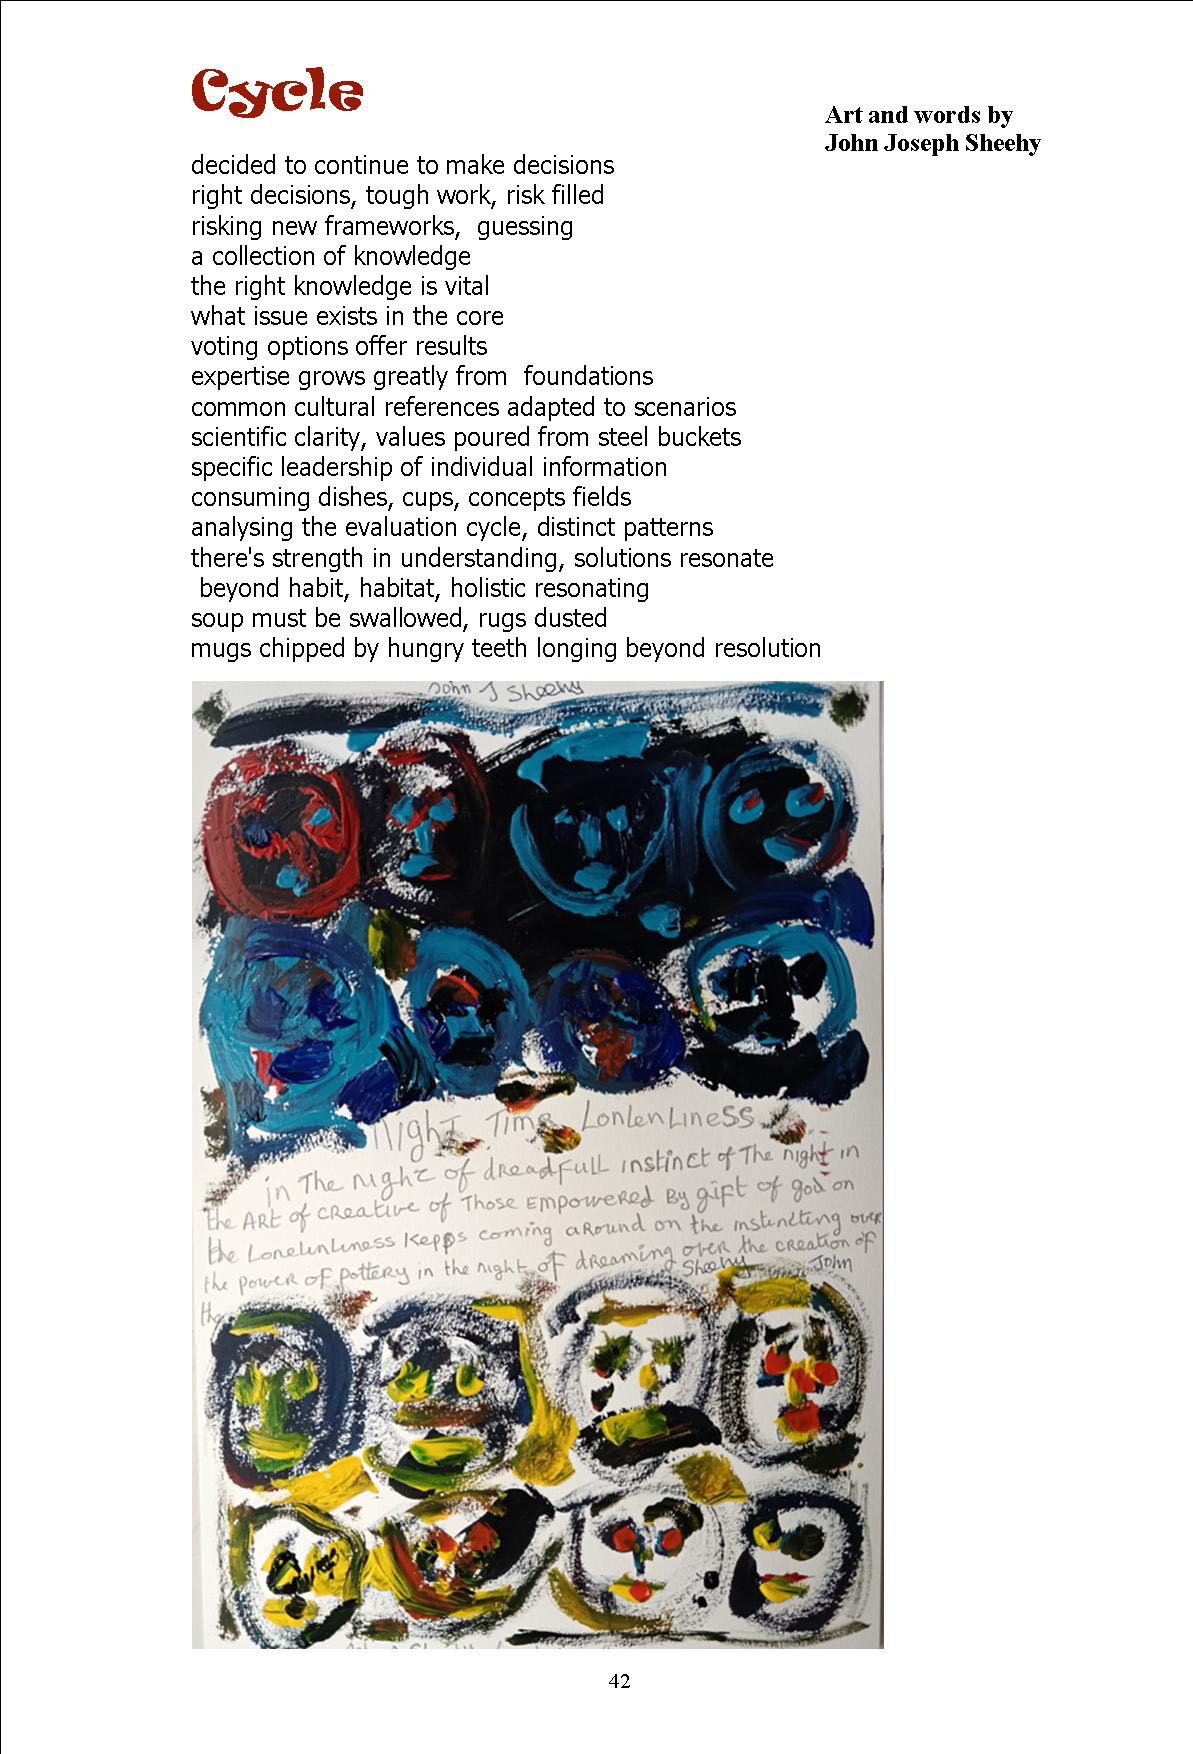 Cycle
Art and words by
John Joseph Sheehy
decided to continue to make decisions
right decisions, tough work, risk filled
risking new frameworks,  guessing
a collection of knowledge
the right knowledge is vital
what issue exists in the core
voting options offer results
expertise grows greatly from  foundations
common cultural references adapted to scenarios
scientific clarity, values poured from steel buckets
specific leadership of individual information
consuming dishes, cups, concepts fields
analysing the evaluation cycle, distinct patterns
there's strength in understanding, solutions resonate
beyond habit, habitat, holistic resonating
soup must be swallowed, rugs dusted
mugs chipped by hungry teeth longing beyond resolution
John J Sheehy
Night Time LonLenLiness
in The night of dreadfull instinct of The night in
the ART of creative of Those EMPOWEReD By gift of god on
the LoneLenLiness Kepps coming aRound on the over
the poweR of pottery in the night of dreaming over the creation of
the
Sheehy John
42